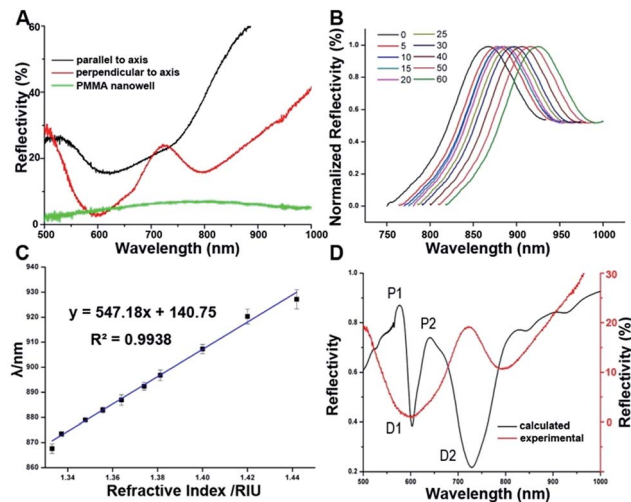 A
parallel to axis
perpendicular to axis
PMMA nanowell
Reflectivity (%)
60
40
20
0
500 600 700 800 900 1000
Wavelength (nm)
B
0 25
5 30
10 40
15 50
20 60
Normalized Reflectivity (%)
1.0
0.8
0.6
0.4
0.2
0.0
750 800 850 900 950 1000
Wavelength (nm)
C
y = 547.18x + 140.75
R² = 0.9938
λ/nm
940
930
920
910
900
890
880
870
860
1.34 1.36 1.38 1.40 1.42 1.44
Refractive Index /RIU
D
P1
P2
D1
D2
calculated
experimental
Reflectivity
1.0
0.8
0.6
0.4
0.2
500 600 700 800 900 1000
Wavelength (nm)
30
20
10
0
Reflectivity (%)